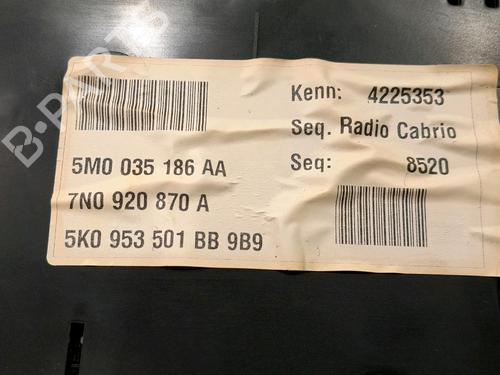 B-PARTS
Kenn: 4225353
Seq. Radio Cabrio
Seq: 8520
5M0 035 186 AA
7N0 920 870 A
5K0 953 501 BB 9B9